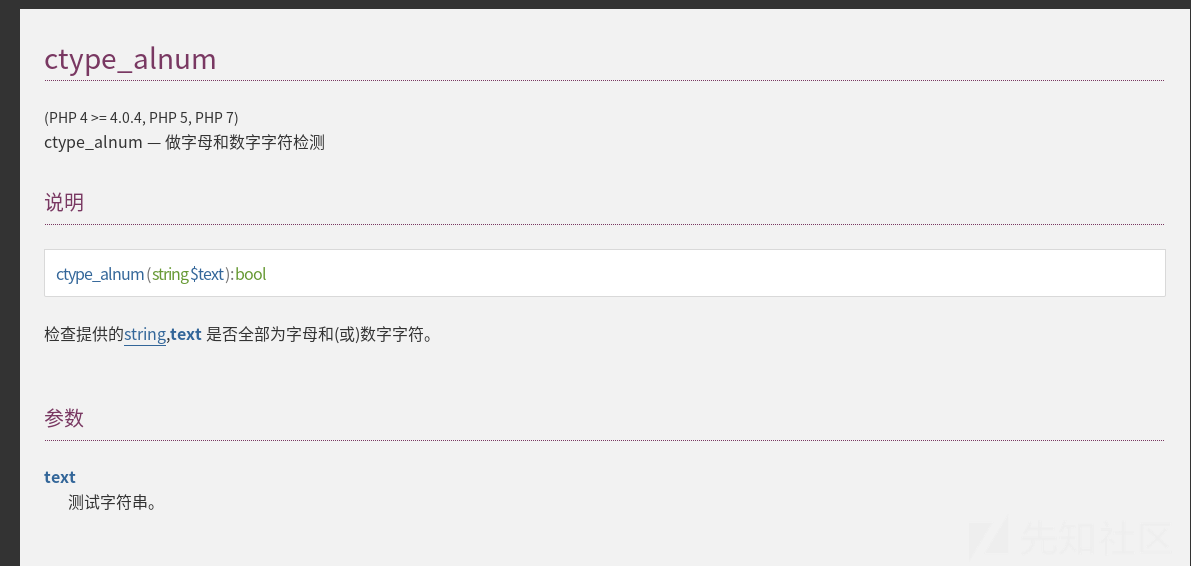 ctype_alnum
(PHP 4 >= 4.0.4, PHP 5, PHP 7)
ctype_alnum — 做字母和数字字符检测
说明
ctype_alnum ( string $text ) : bool
检查提供的string,text 是否全部为字母和(或)数字字符。
参数
text
测试字符串。
先知社区